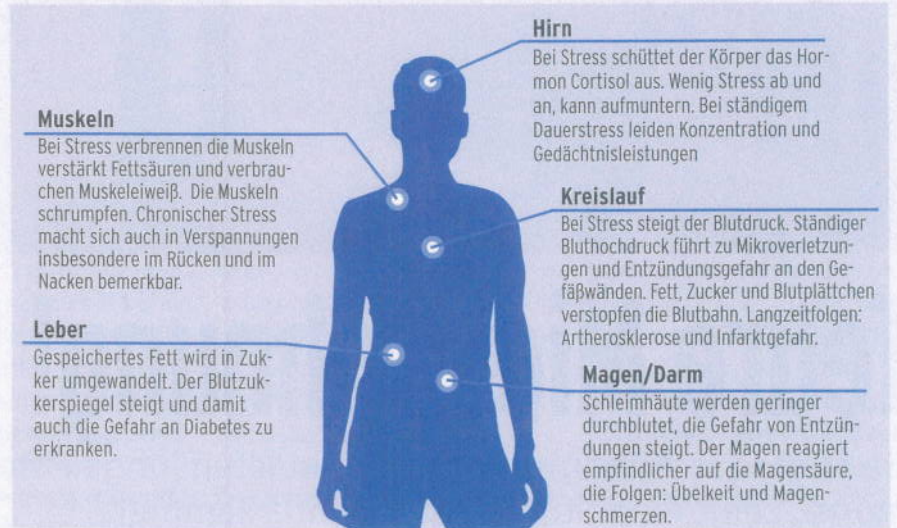 Hirn
Bei Stress schüttet der Körper das Hor-
mon Cortisol aus. Wenig Stress ab und
an, kann aufmuntern. Bei ständigem
Dauerstress leiden Konzentration und
Gedächtnisleistungen
Muskeln
Bei Stress verbrennen die Muskeln
verstärkt Fettsäuren und verbrau-
chen Muskeleiweiß. Die Muskeln
schrumpfen. Chronischer Stress
macht sich auch in Verspannungen
insbesondere im Rücken und im
Nacken bemerkbar.
Kreislauf
Bei Stress steigt der Blutdruck. Ständiger
Bluthochdruck führt zu Mikroverletzun-
gen und Entzündungsgefahr an den Ge-
fäßwänden. Fett, Zucker und Blutplättchen
verstopfen die Blutbahn. Langzeitfolgen:
Artherosklerose und Infarktgefahr.
Leber
Gespeichertes Fett wird in Zuk-
ker umgewandelt. Der Blutzuk-
kerspiegel steigt und damit
auch die Gefahr an Diabetes zu
erkranken.
Magen/Darm
Schleimhäute werden geringer
durchblutet, die Gefahr von Entzün-
dungen steigt. Der Magen reagiert
empfindlicher auf die Magensäure,
die Folgen: Übelkeit und Magen-
schmerzen.